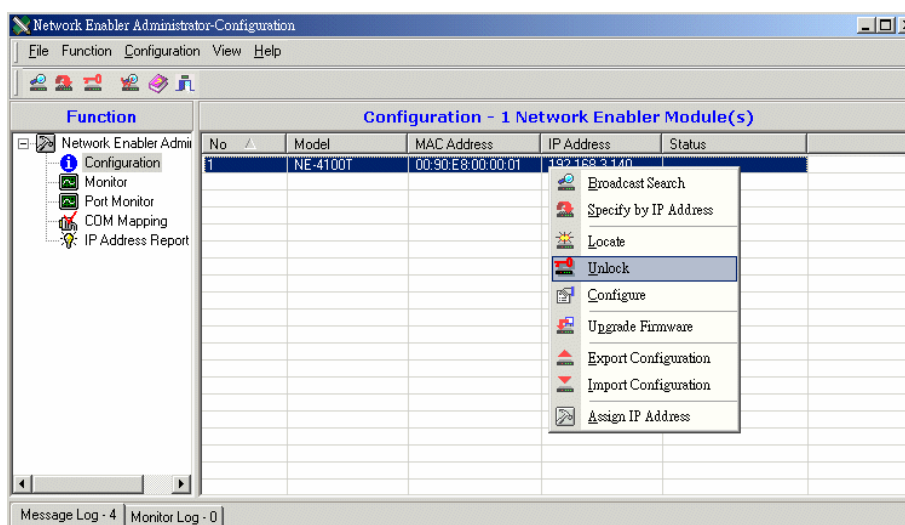 Network Enabler Administrator-Configuration
File Function Configuration View Help
Function
Configuration - 1 Network Enabler Module(s)
Network Enabler Admi
Configuration
Monitor
Port Monitor
COM Mapping
IP Address Report
No Model MAC Address IP Address Status
1 NE-4100T 00:90:E8:00:00:01 192.168.3.140
Broadcast Search
Specify by IP Address
Locate
Unlock
Configure
Upgrade Firmware
Export Configuration
Import Configuration
Assign IP Address
Message Log - 4 Monitor Log - 0